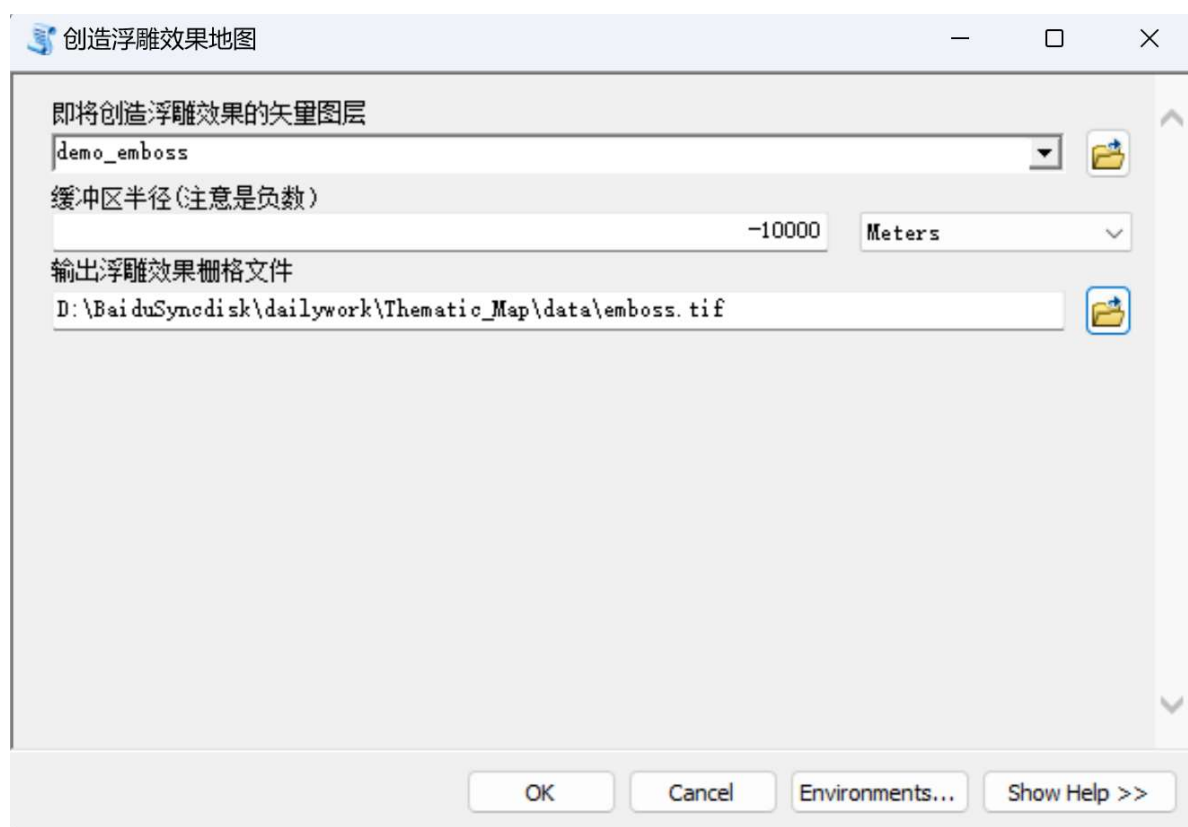 创造浮雕效果地图
即将创造浮雕效果的矢里图层
demo_emboss
缓冲区半径(注意是负数)
-10000 Meters
输出浮雕效果栅格文件
D:\BaiduSyncdisk\dailywork\Thematic_Map\data\emboss.tif
OK Cancel Environments... Show Help >>